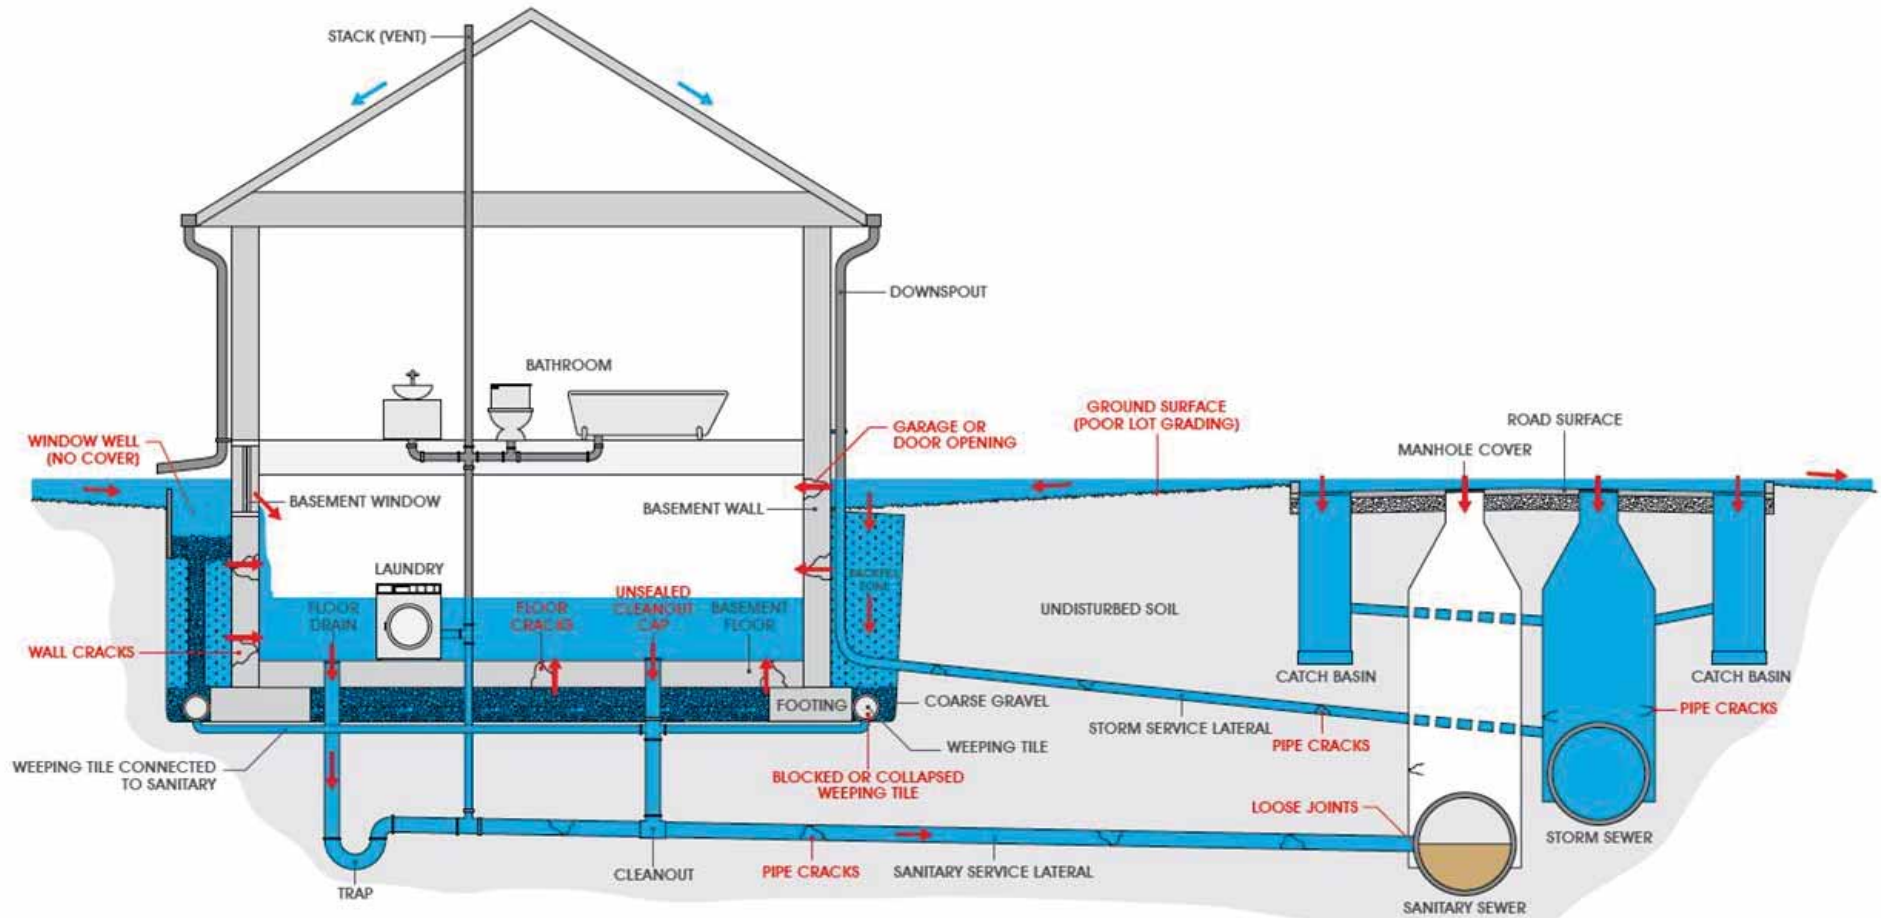 STACK (VENT)
DOWNSPOUT
BATHROOM
WINDOW WELL
(NO COVER)
GARAGE OR
DOOR OPENING
GROUND SURFACE
(POOR LOT GRADING)
ROAD SURFACE
MANHOLE COVER
BASEMENT WINDOW
BASEMENT WALL
LAUNDRY
BACKFILL
ZONE
UNDISTURBED SOIL
FLOOR
DRAIN
FLOOR
CRACKS
UNSEALED
CLEANOUT
CAP
BASEMENT
FLOOR
WALL CRACKS
CATCH BASIN
CATCH BASIN
FOOTING
COARSE GRAVEL
STORM SERVICE LATERAL
PIPE CRACKS
PIPE CRACKS
WEEPING TILE
WEEPING TILE CONNECTED
TO SANITARY
BLOCKED OR COLLAPSED
WEEPING TILE
LOOSE JOINTS
STORM SEWER
TRAP
CLEANOUT
PIPE CRACKS
SANITARY SERVICE LATERAL
SANITARY SEWER